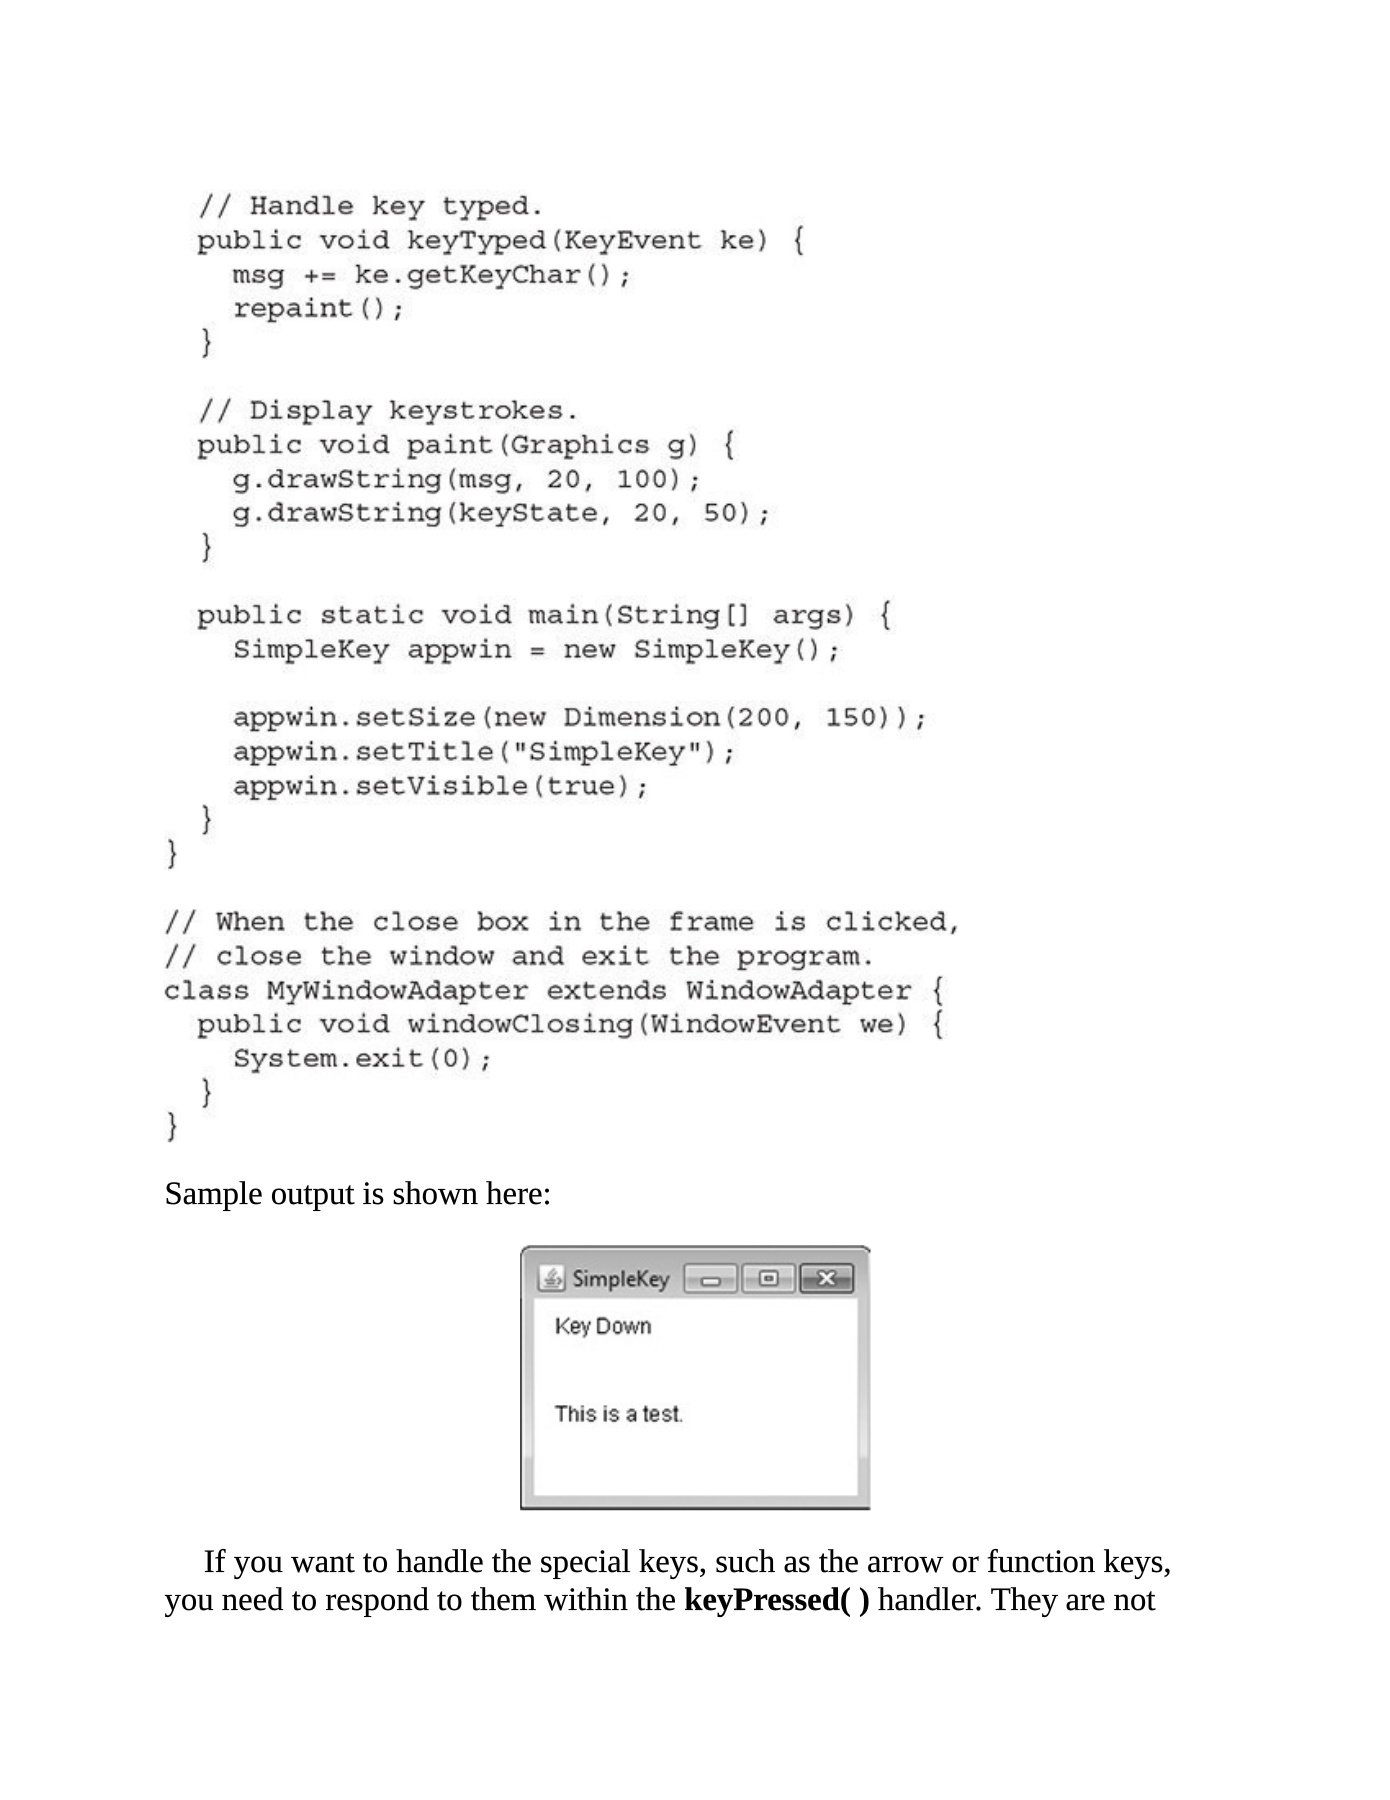 // Handle key typed.
public void keyTyped(KeyEvent ke) {
msg += ke.getKeyChar();
repaint();
}
// Display keystrokes.
public void paint(Graphics g) {
g.drawString(msg, 20, 100);
g.drawString(keyState, 20, 50);
}
public static void main(String[] args) {
SimpleKey appwin = new SimpleKey();
appwin.setSize(new Dimension(200, 150));
appwin.setTitle("SimpleKey");
appwin.setVisible(true);
}
}
// When the close box in the frame is clicked,
// close the window and exit the program.
class MyWindowAdapter extends WindowAdapter {
public void windowClosing(WindowEvent we) {
System.exit(0);
}
}
Sample output is shown here:
SimpleKey
Key Down
This is a test.
If you want to handle the special keys, such as the arrow or function keys,
you need to respond to them within the keyPressed( ) handler. They are not